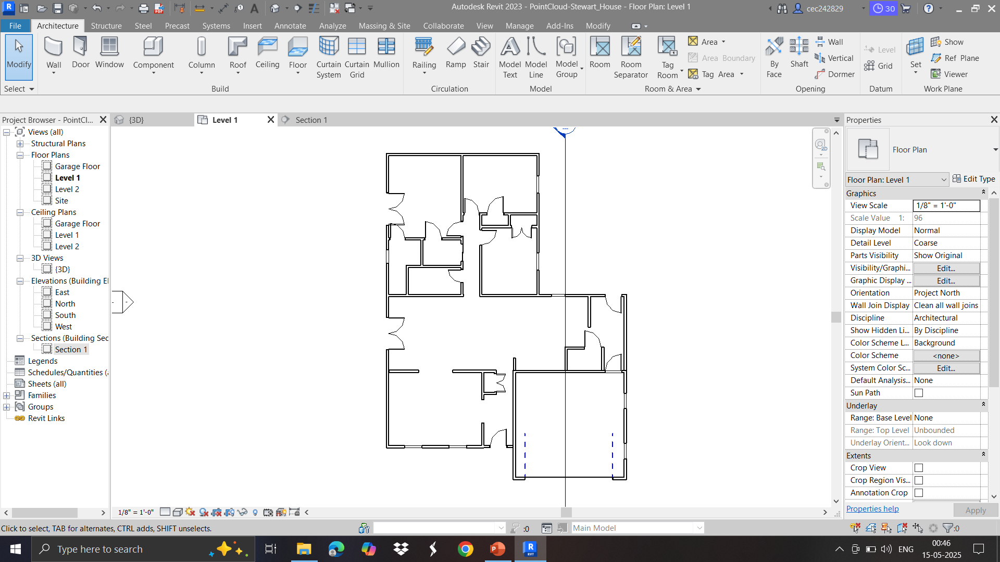 Autodesk Revit 2023 - PointCloud-Stewart_House - Floor Plan: Level 1
cec242829
30
File Architecture Structure Steel Precast Systems Insert Annotate Analyze Massing & Site Collaborate View Manage Add-Ins Modify
Modify
Wall
Door
Window
Component
Column
Roof
Ceiling
Floor
Curtain System
Curtain Grid
Mullion
Railing
Ramp
Stair
Model Text
Model Line
Model Group
Room
Room Separator
Tag Room
Area
Area Boundary
Tag Area
By Face
Shaft
Wall
Vertical
Dormer
Level
Grid
Set
Show
Ref Plane
Viewer
Select
Build
Circulation
Model
Room & Area
Opening
Datum
Work Plane
Project Browser - PointCl...
{3D}
Level 1
Section 1
Properties
Views (all)
Structural Plans
Floor Plans
Garage Floor
Level 1
Level 2
Site
Ceiling Plans
Garage Floor
Level 1
Level 2
3D Views
{3D}
Elevations (Building El
East
North
South
West
Sections (Building Sec
Section 1
Legends
Schedules/Quantities (
Sheets (all)
Families
Groups
Revit Links
2D
Floor Plan
Floor Plan: Level 1
Edit Type
Graphics
View Scale 1/8" = 1'-0"
Scale Value 1: 96
Display Model Normal
Detail Level Coarse
Parts Visibility Show Original
Visibility/Graphi... Edit...
Graphic Display ... Edit...
Orientation Project North
Wall Join Display Clean all wall joins
Discipline Architectural
Show Hidden Li... By Discipline
Color Scheme L... Background
Color Scheme <none>
System Color Sc... Edit...
Default Analysis... None
Sun Path
Underlay
Range: Base Level None
Range: Top Level Unbounded
Underlay Orient... Look down
Extents
Crop View
Crop Region Vis...
Annotation Crop
Properties help
Apply
1/8" = 1'-0"
Click to select, TAB for alternates, CTRL adds, SHIFT unselects.
:0
Main Model
:0
Type here to search
ENG
00:46
15-05-2025